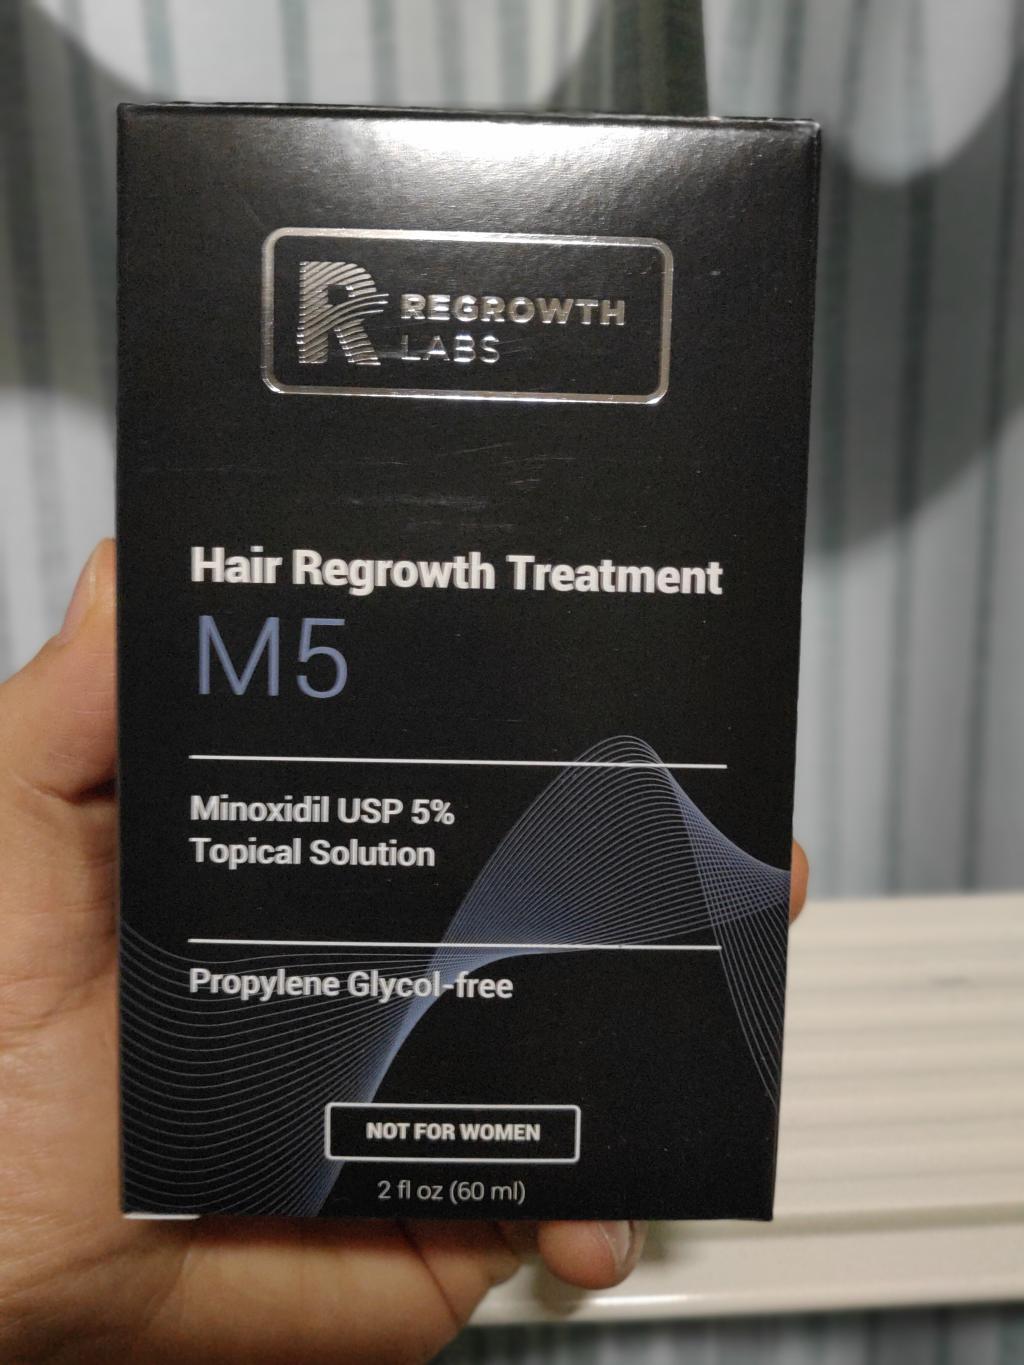 REGROWTH
LABS
Hair Regrowth Treatment
M5
Minoxidil USP 5%
Topical Solution
Propylene Glycol-free
NOT FOR WOMEN
2 fl oz (60 ml)